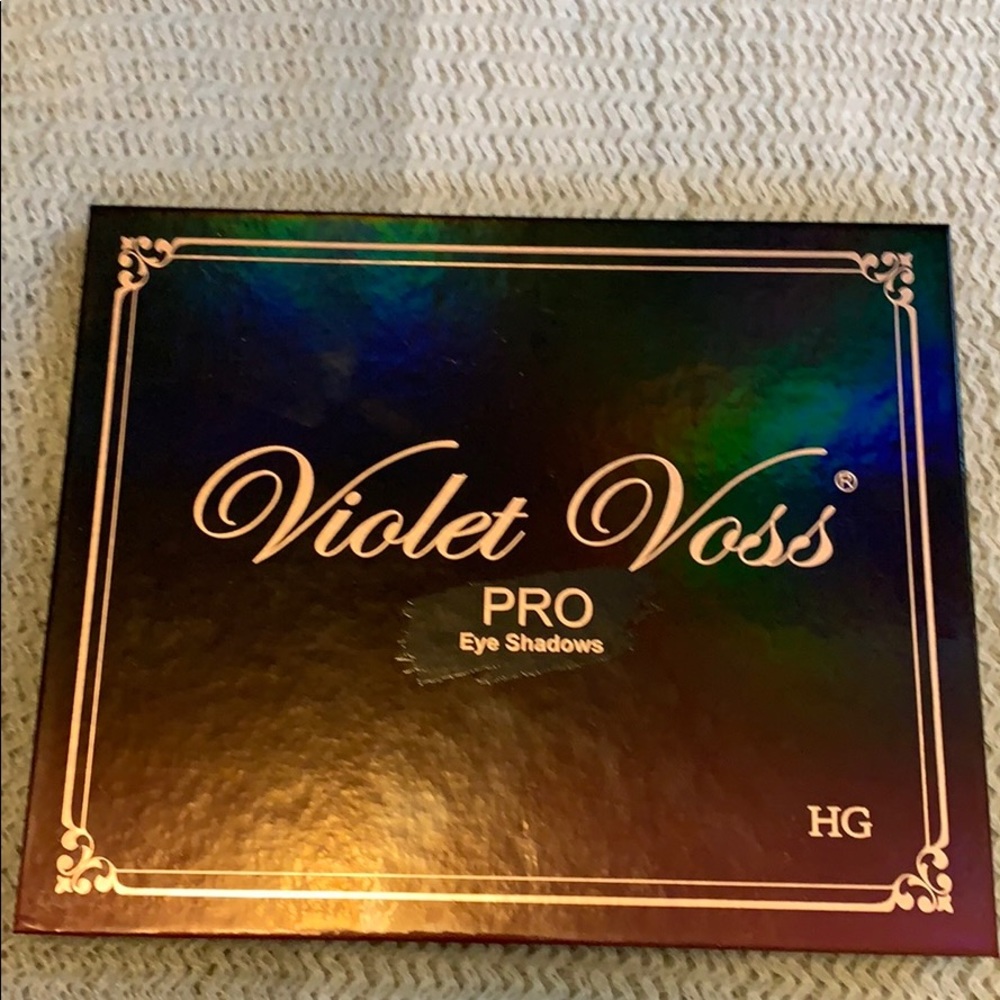 Violet Voss®
PRO
Eye Shadows
HG